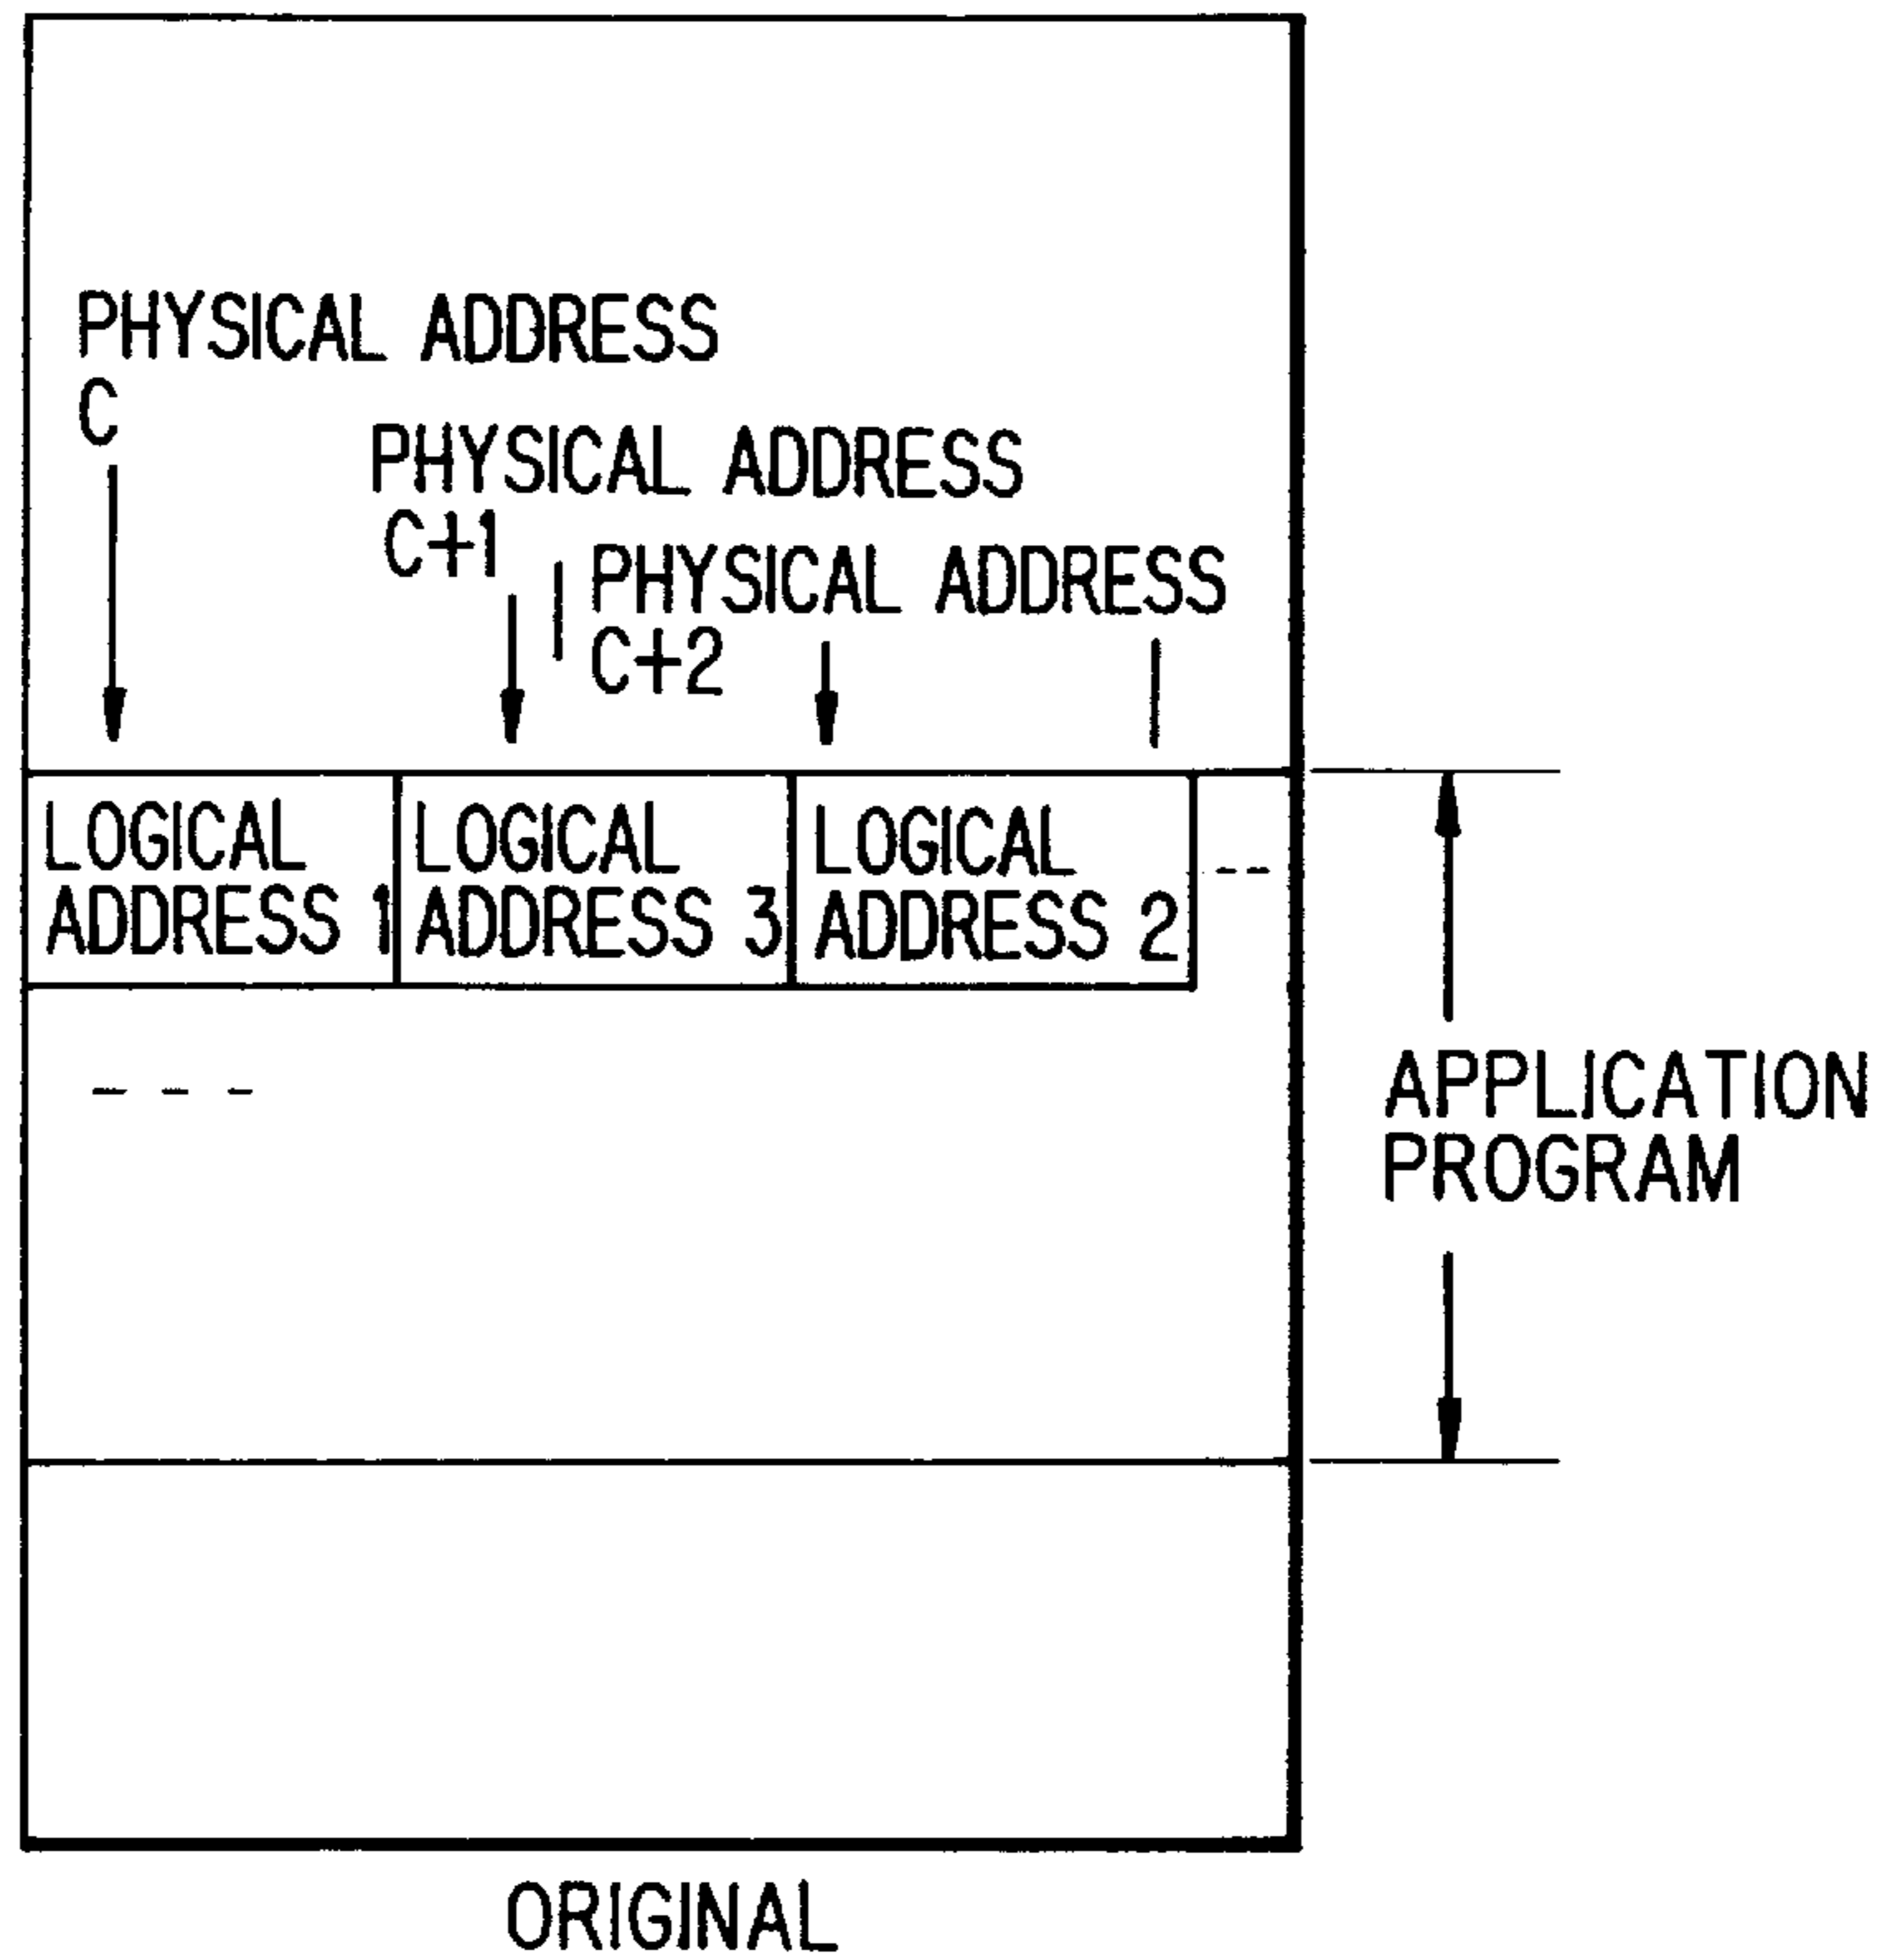 PHYSICAL ADDRESS
C
PHYSICAL ADDRESS
C+1
PHYSICAL ADDRESS
C+2
LOGICAL
ADDRESS 1
LOGICAL
ADDRESS 3
LOGICAL
ADDRESS 2
APPLICATION
PROGRAM
ORIGINAL